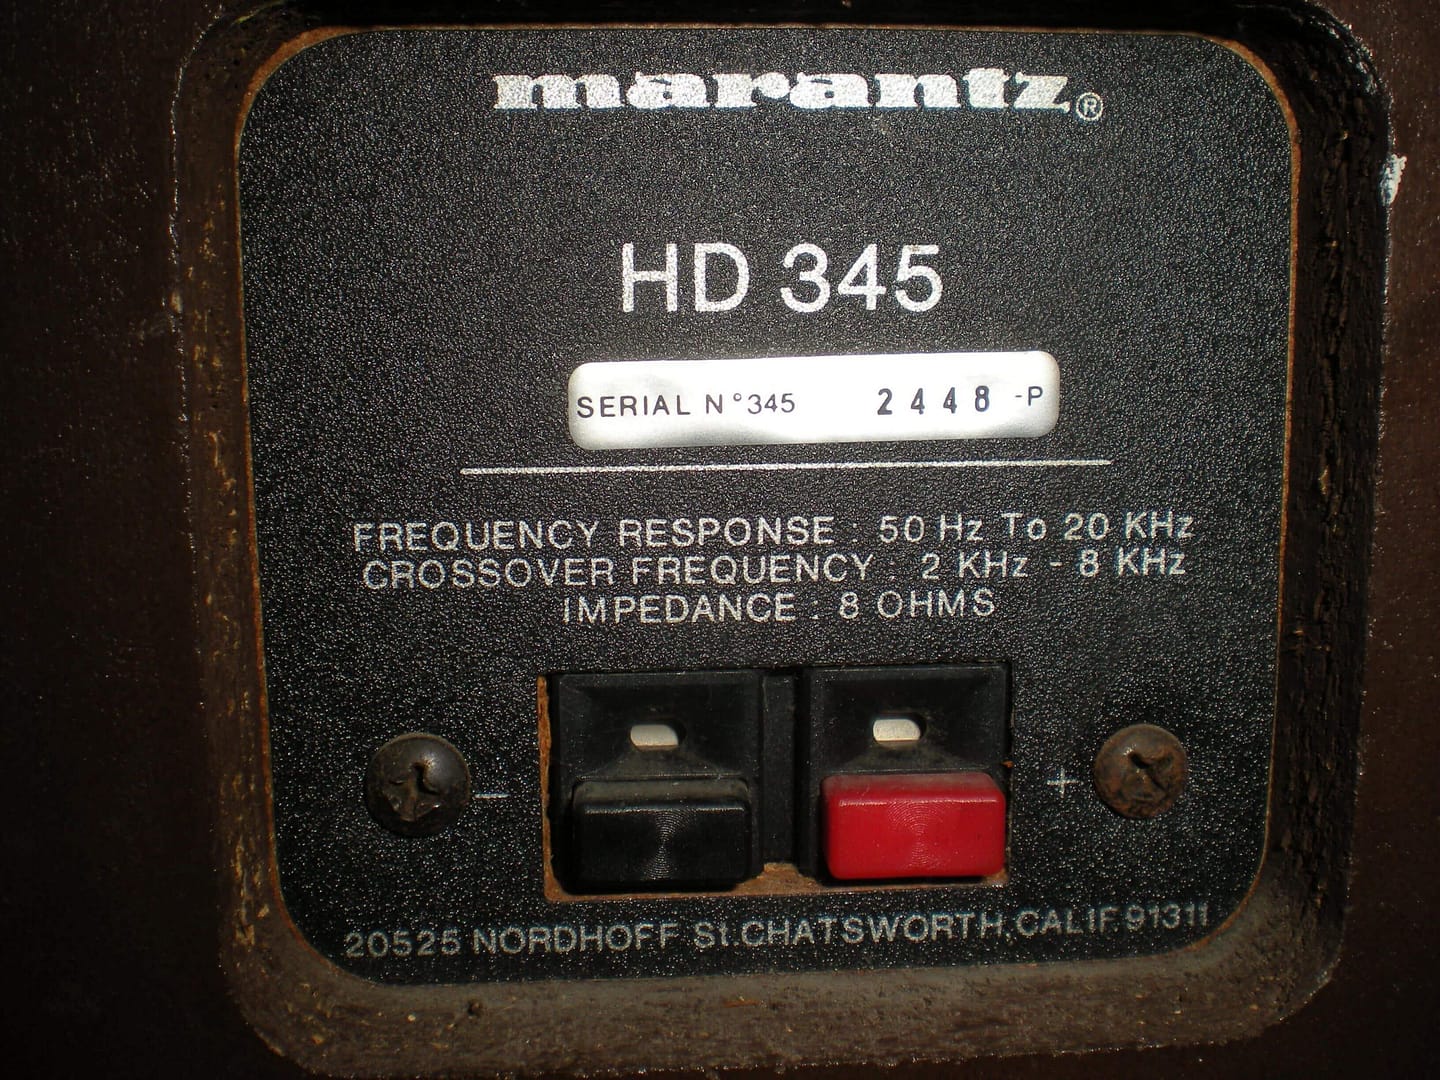 marantz®
HD 345
SERIAL N°345 2448 -P
FREQUENCY RESPONSE : 50 Hz To 20 KHz
CROSSOVER FREQUENCY : 2 KHz - 8 KHz
IMPEDANCE : 8 OHMS
- +
20525 NORDHOFF St. CHATSWORTH, CALIF. 91311